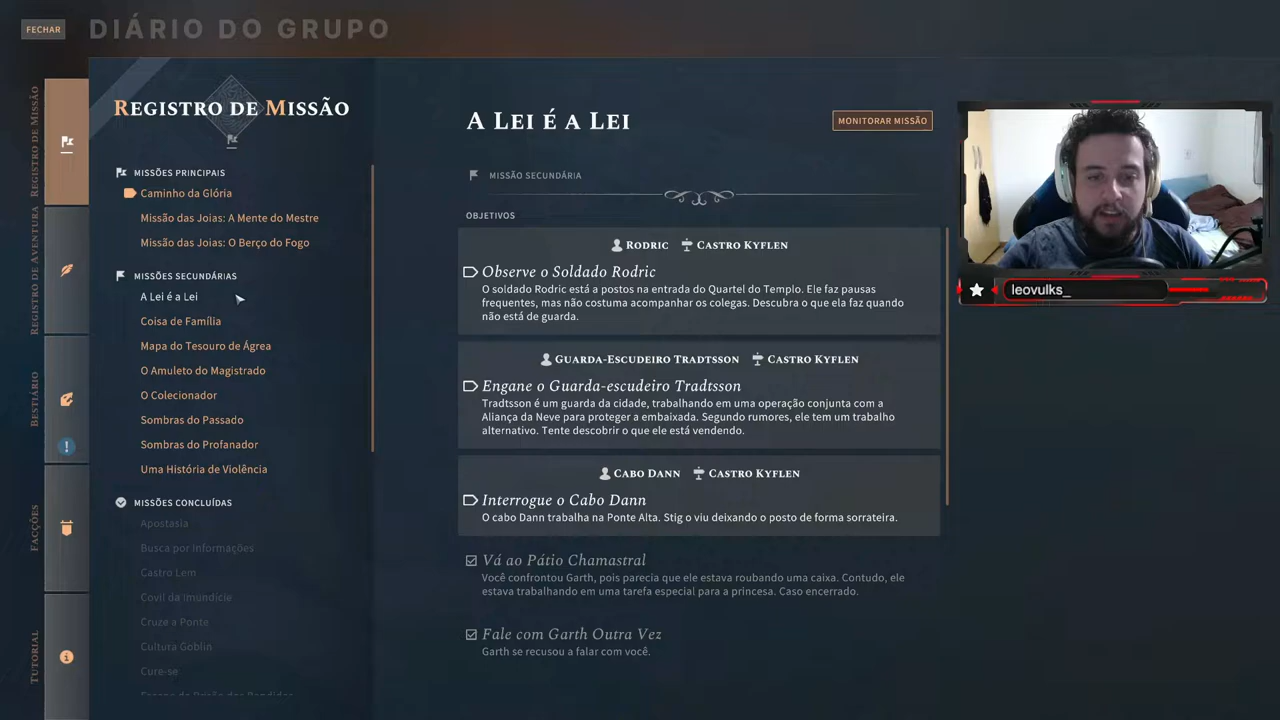 FECHAR
DIÁRIO DO GRUPO
REGISTRO DE MISSÃO
REGISTRO DE AVENTURA
BESTIÁRIO
FACÇÕES
TUTORIAL
REGISTRO DE MISSÃO
MISSÕES PRINCIPAIS
Caminho da Glória
Missão das Joias: A Mente do Mestre
Missão das Joias: O Berço do Fogo
MISSÕES SECUNDÁRIAS
A Lei é a Lei
Coisa de Família
Mapa do Tesouro de Ágrea
O Amuleto do Magistrado
O Colecionador
Sombras do Passado
Sombras do Profanador
Uma História de Violência
MISSÕES CONCLUÍDAS
Apostasia
Busca por Informações
Castro Lem
Covil da Imundície
Cruze a Ponte
Cultura Goblin
Cure-se
A LEI É A LEI
MONITORAR MISSÃO
MISSÃO SECUNDÁRIA
OBJETIVOS
RODRIC CASTRO KYFLEN
Observe o Soldado Rodric
O soldado Rodric está a postos na entrada do Quartel do Templo. Ele faz pausas
frequentes, mas não costuma acompanhar os colegas. Descubra o que ela faz quando
não está de guarda.
GUARDA-ESCUDEIRO TRADTSSON CASTRO KYFLEN
Engane o Guarda-escudeiro Tradtsson
Tradtsson é um guarda da cidade, trabalhando em uma operação conjunta com a
Aliança da Neve para proteger a embaixada. Segundo rumores, ele tem um trabalho
alternativo. Tente descobrir o que ele está vendendo.
CABO DANN CASTRO KYFLEN
Interrogue o Cabo Dann
O cabo Dann trabalha na Ponte Alta. Stig o viu deixando o posto de forma sorrateira.
Vá ao Pátio Chamastral
Você confrontou Garth, pois parecia que ele estava roubando uma caixa. Contudo, ele
estava trabalhando em uma tarefa especial para a princesa. Caso encerrado.
Fale com Garth Outra Vez
Garth se recusou a falar com você.
leovulks_